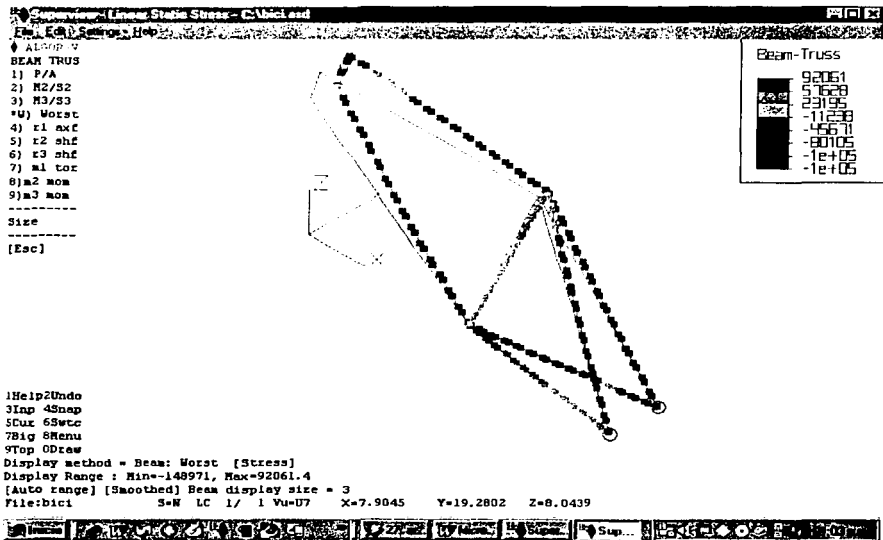 Linear Static Stress - C:\bici.esd
File Edit Settings Help
ALGOR V
BEAM TRUS
1) P/A
2) M2/S2
3) M3/S3
*W) Worst
4) r1 axf
5) r2 shf
6) r3 shf
7) m1 tor
8)m2 mom
9)m3 mom
Size
[Esc]
Beam-Truss
92061
57628
23195
-11238
-45671
-80105
-1e+05
-1e+05
1Help2Undo
3Inp 4Snap
5Cur 6Swtc
7Big 8Menu
9Top 0Draw
Display method = Beam: Worst [Stress]
Display Range : Min=-148971, Max=92061.4
[Auto range] [Smoothed] Beam display size = 3
File:bici S=N LC 1/ 1 Vu=U7 X=7.9045 Y=19.2802 Z=8.0439
Inicio
Sup...